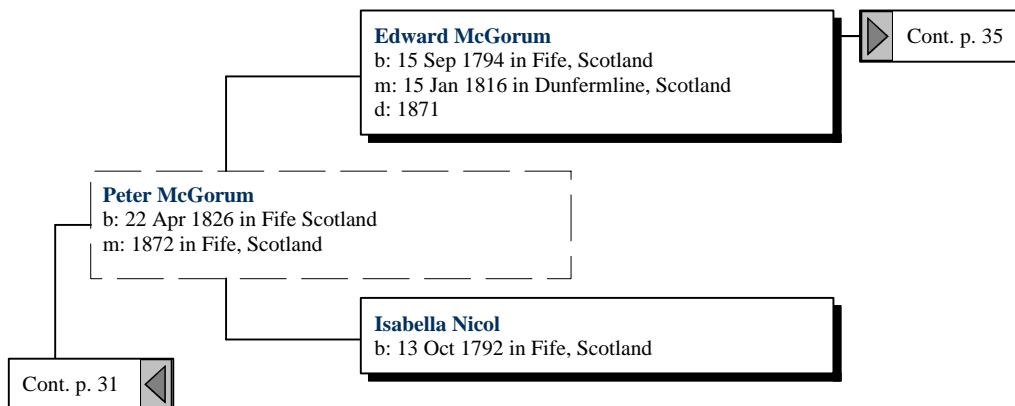 Edward McGorum
b: 15 Sep 1794 in Fife, Scotland
m: 15 Jan 1816 in Dunfermline, Scotland
d: 1871
Cont. p. 35
Peter McGorum
b: 22 Apr 1826 in Fife Scotland
m: 1872 in Fife, Scotland
Isabella Nicol
b: 13 Oct 1792 in Fife, Scotland
Cont. p. 31